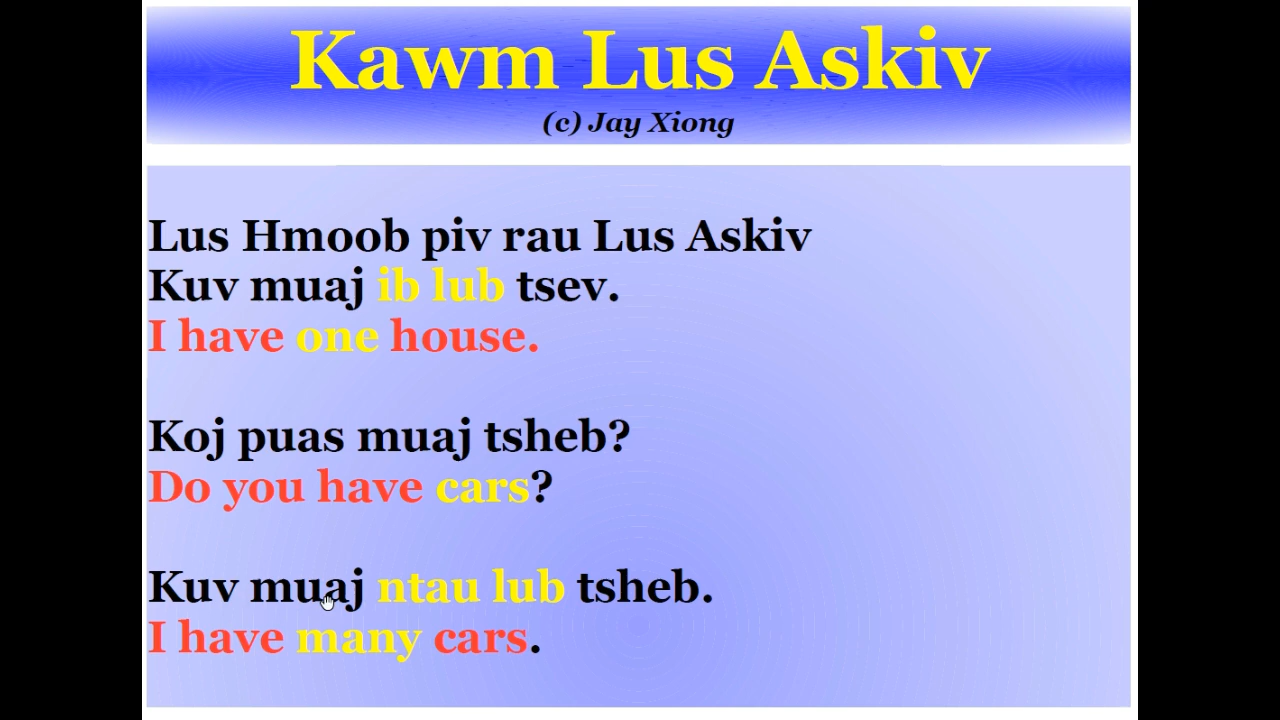 Kawm Lus Askiv
(c) Jay Xiong
Lus Hmoob piv rau Lus Askiv
Kuv muaj ib lub tsev.
I have one house.
Koj puas muaj tsheb?
Do you have cars?
Kuv muaj ntau lub tsheb.
I have many cars.